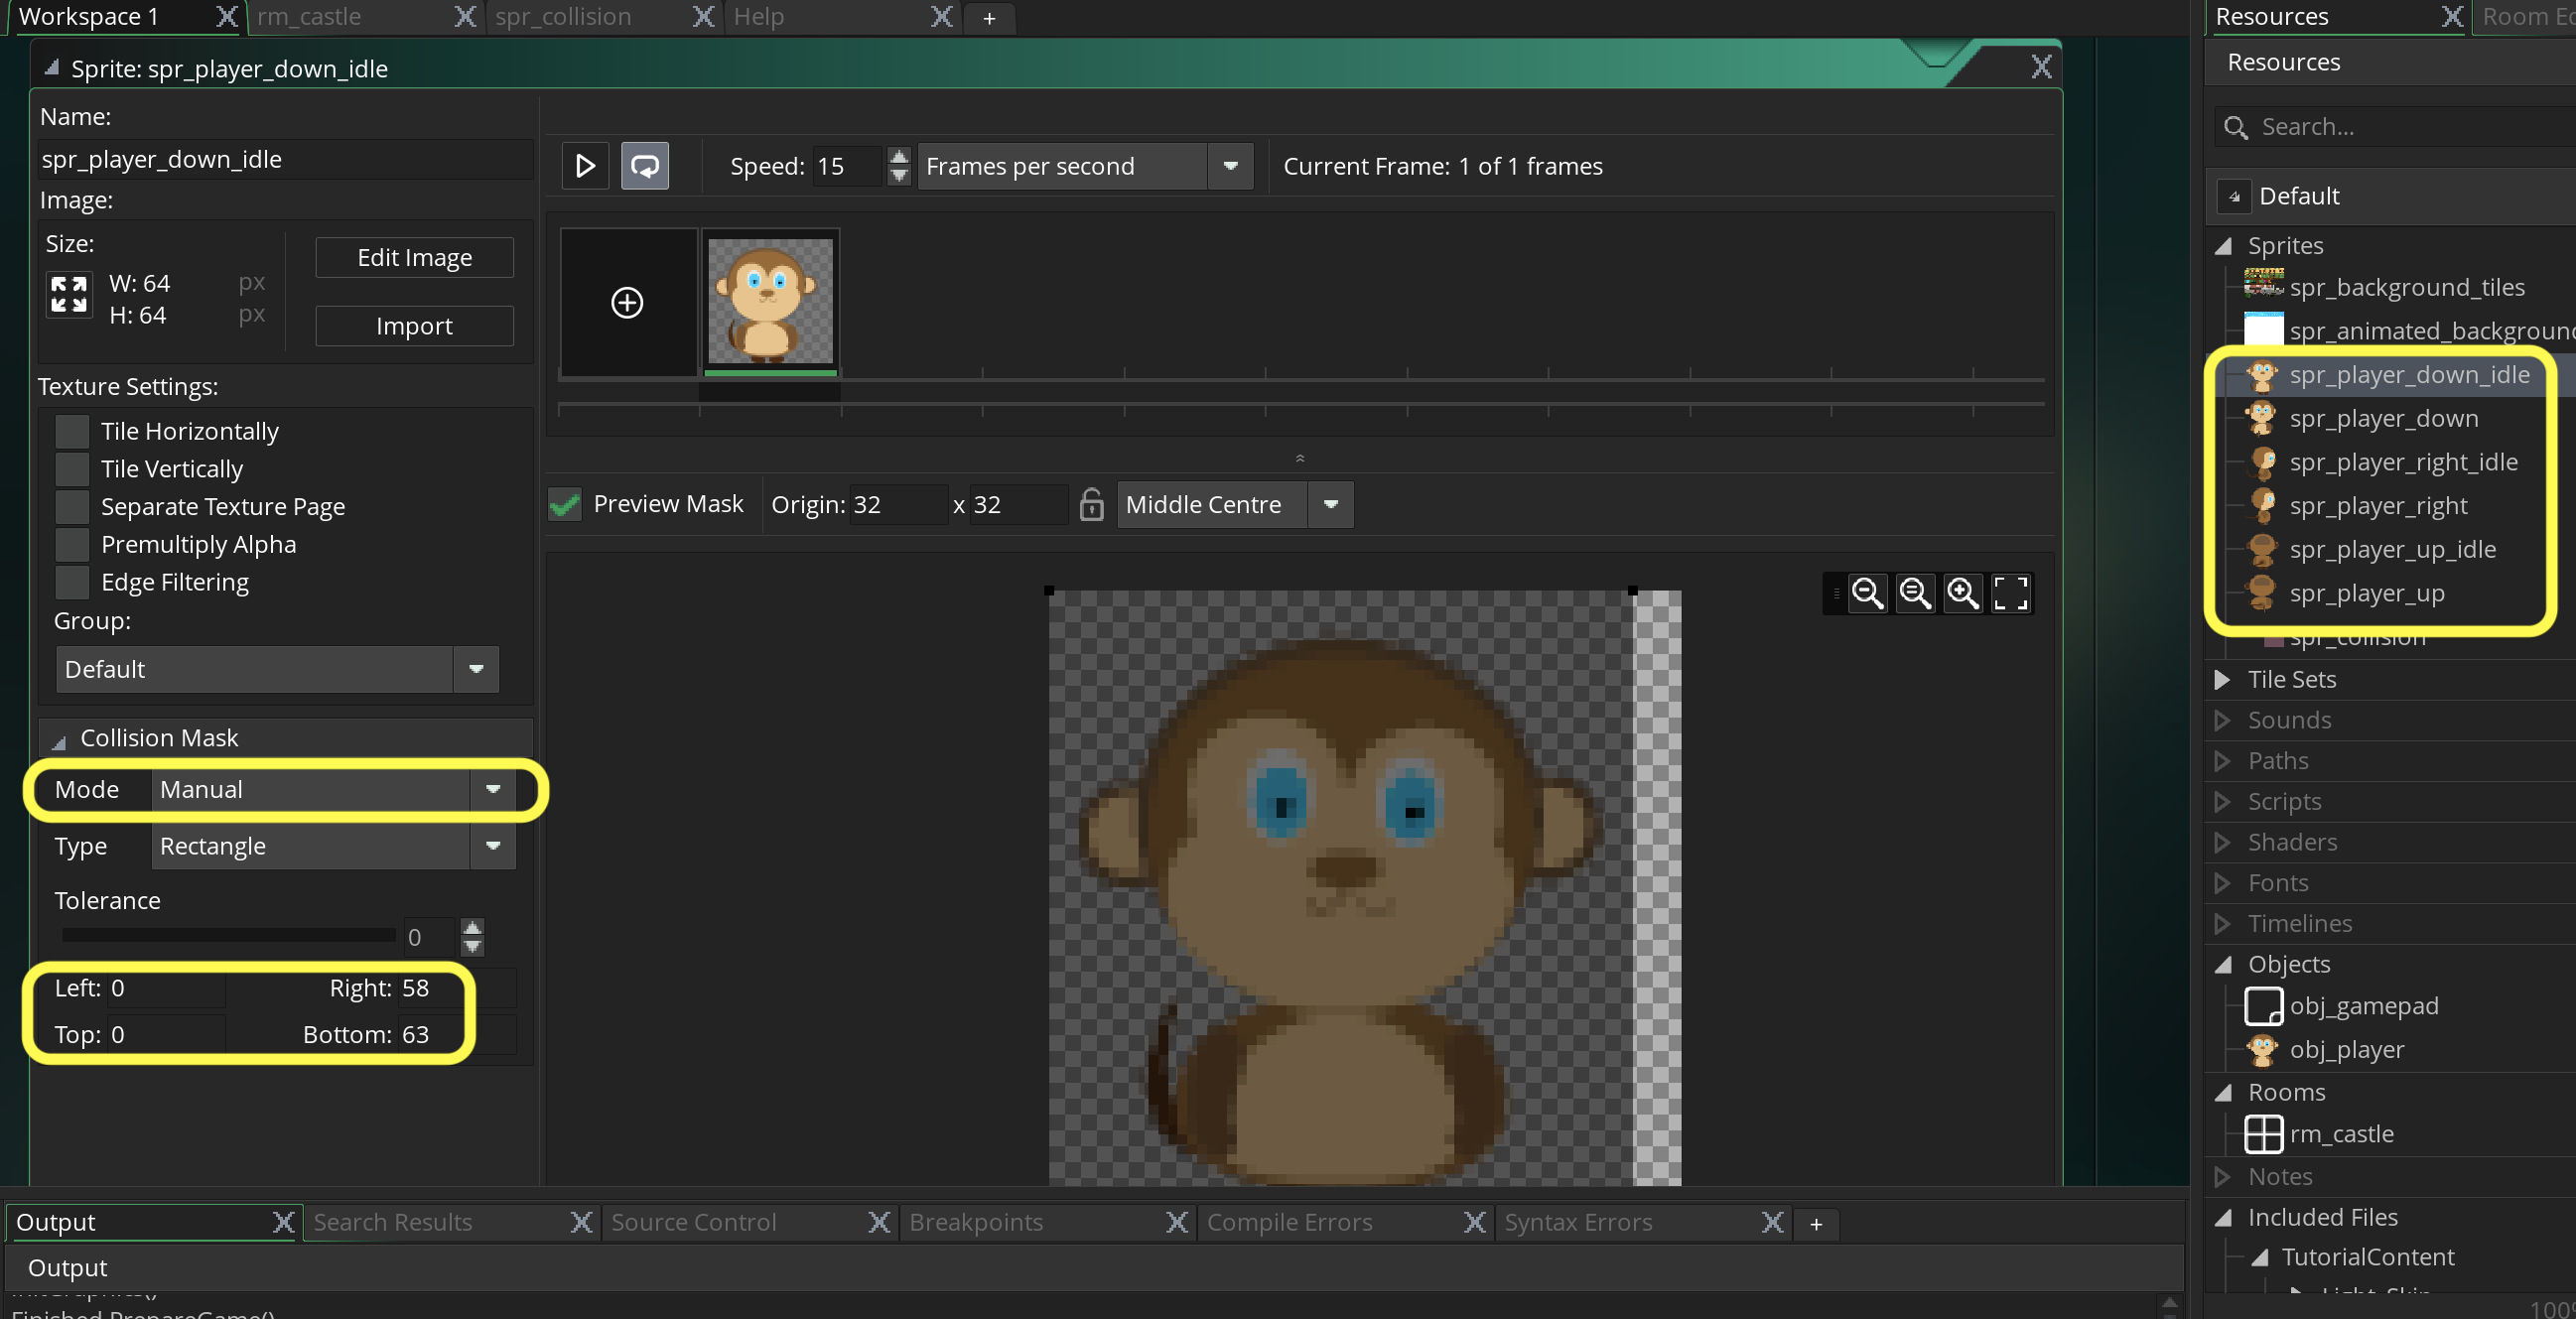 Workspace 1
rm_castle
spr_collision
Help
+
Sprite: spr_player_down_idle
Name:
spr_player_down_idle
Image:
Size:
W: 64 px
H: 64 px
Edit Image
Import
Texture Settings:
Tile Horizontally
Tile Vertically
Separate Texture Page
Premultiply Alpha
Edge Filtering
Group:
Default
Collision Mask
Mode Manual
Type Rectangle
Tolerance
0
Left: 0 Right: 58
Top: 0 Bottom: 63
Speed: 15 Frames per second Current Frame: 1 of 1 frames
Preview Mask Origin: 32 x 32 Middle Centre
Output
Search Results
Source Control
Breakpoints
Compile Errors
Syntax Errors
+
Output
Finished PrepareGame()
Resources
Room Ec
Resources
Search...
Default
Sprites
spr_background_tiles
spr_animated_background
spr_player_down_idle
spr_player_down
spr_player_right_idle
spr_player_right
spr_player_up_idle
spr_player_up
spr_collision
Tile Sets
Sounds
Paths
Scripts
Shaders
Fonts
Timelines
Objects
obj_gamepad
obj_player
Rooms
rm_castle
Notes
Included Files
TutorialContent
100%